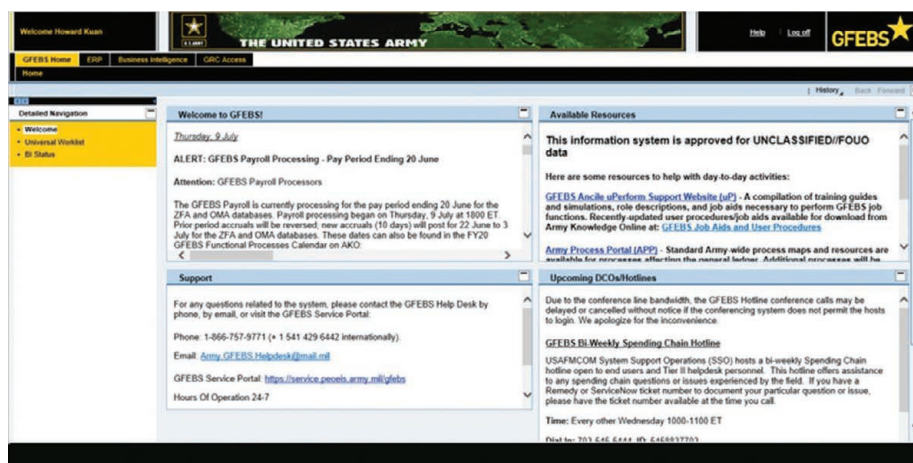 Welcome Howard Kuan
U.S. ARMY
THE UNITED STATES ARMY
Help
Log off
GFEBS
GFEBS Home ERP Business Intelligence GRC Access
Home
History Back Forward
Detailed Navigation
Welcome
Universal Worklist
BI Status
Welcome to GFEBS!
Thursday, 9 July
ALERT: GFEBS Payroll Processing - Pay Period Ending 20 June
Attention: GFEBS Payroll Processors
The GFEBS Payroll is currently processing for the pay period ending 20 June for the
ZFA and OMA databases. Payroll processing began on Thursday, 9 July at 1800 ET.
Prior period accruals will be reversed; new accruals (10 days) will post for 22 June to 3
July for the ZFA and OMA databases. These dates can also be found in the FY20
GFEBS Functional Processes Calendar on AKO:
Available Resources
This information system is approved for UNCLASSIFIED//FOUO
data
Here are some resources to help with day-to-day activities:
GFEBS Ancile uPerform Support Website (uP) - A compilation of training guides
and simulations, role descriptions, and job aids necessary to perform GFEBS job
functions. Recently-updated user procedures/job aids available for download from
Army Knowledge Online at: GFEBS Job Aids and User Procedures
Army Process Portal (APP) - Standard Army-wide process maps and resources are
available for processes affecting the general ledger. Additional processes will be
Support
For any questions related to the system, please contact the GFEBS Help Desk by
phone, by email, or visit the GFEBS Service Portal:
Phone: 1-866-757-9771 (+ 1 541 429 6442 internationally).
Email: Army.GFEBS.Helpdesk@mail.mil
GFEBS Service Portal: https://service.peoeis.army.mil/gfebs
Hours Of Operation 24-7
Upcoming DCOs/Hotlines
Due to the conference line bandwidth, the GFEBS Hotline conference calls may be
delayed or cancelled without notice if the conferencing system does not permit the hosts
to login. We apologize for the inconvenience.
GFEBS Bi-Weekly Spending Chain Hotline
USAFMCOM System Support Operations (SSO) hosts a bi-weekly Spending Chain
hotline open to end users and Tier II helpdesk personnel. This hotline offers assistance
to any spending chain questions or issues experienced by the field. If you have a
Remedy or ServiceNow ticket number to document your particular question or issue,
please have the ticket number available at the time you call.
Time: Every other Wednesday 1000-1100 ET
Dial In: